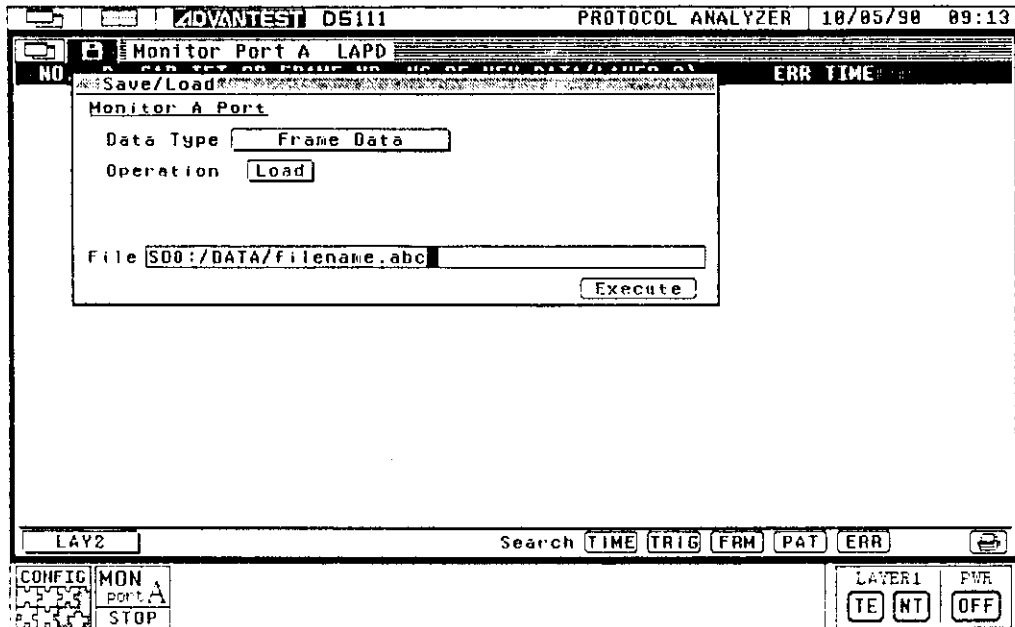 ADVANTEST D5111 PROTOCOL ANALYZER 10/05/90 09:13
Monitor Port A LAPD
NO ERR TIME
Save/Load
Monitor A Port
Data Type Frame Data
Operation Load
File SD0:/DATA/filename.abc
Execute
LAY2 Search TIME TRIG FRM PAT ERR
CONFIG MON port A STOP
LAYER1 TE NT
PWR OFF